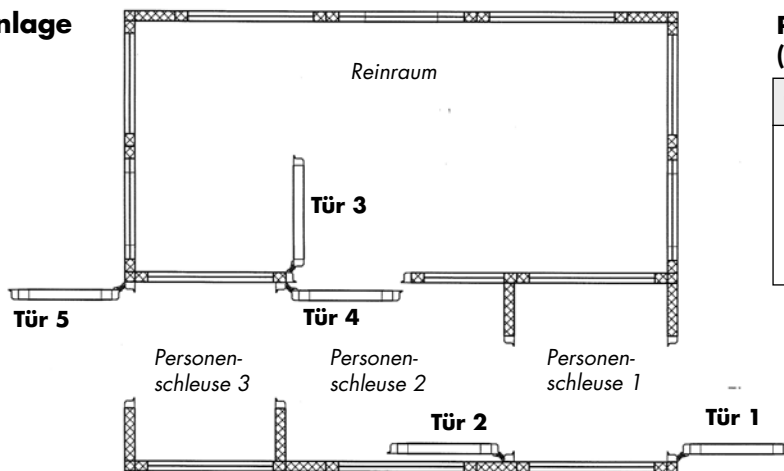 nlage
Reinraum
Tür 3
Tür 5
Tür 4
Personen-
schleuse 3
Personen-
schleuse 2
Personen-
schleuse 1
Tür 2
Tür 1
(